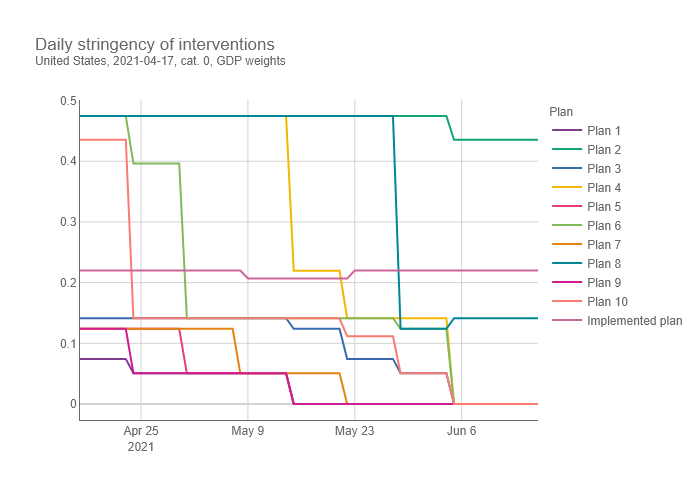 Daily stringency of interventions
United States, 2021-04-17, cat. 0, GDP weights
0.5
0.4
0.3
0.2
0.1
0
Apr 25
2021
May 9
May 23
Jun 6
Plan
Plan 1
Plan 2
Plan 3
Plan 4
Plan 5
Plan 6
Plan 7
Plan 8
Plan 9
Plan 10
Implemented plan